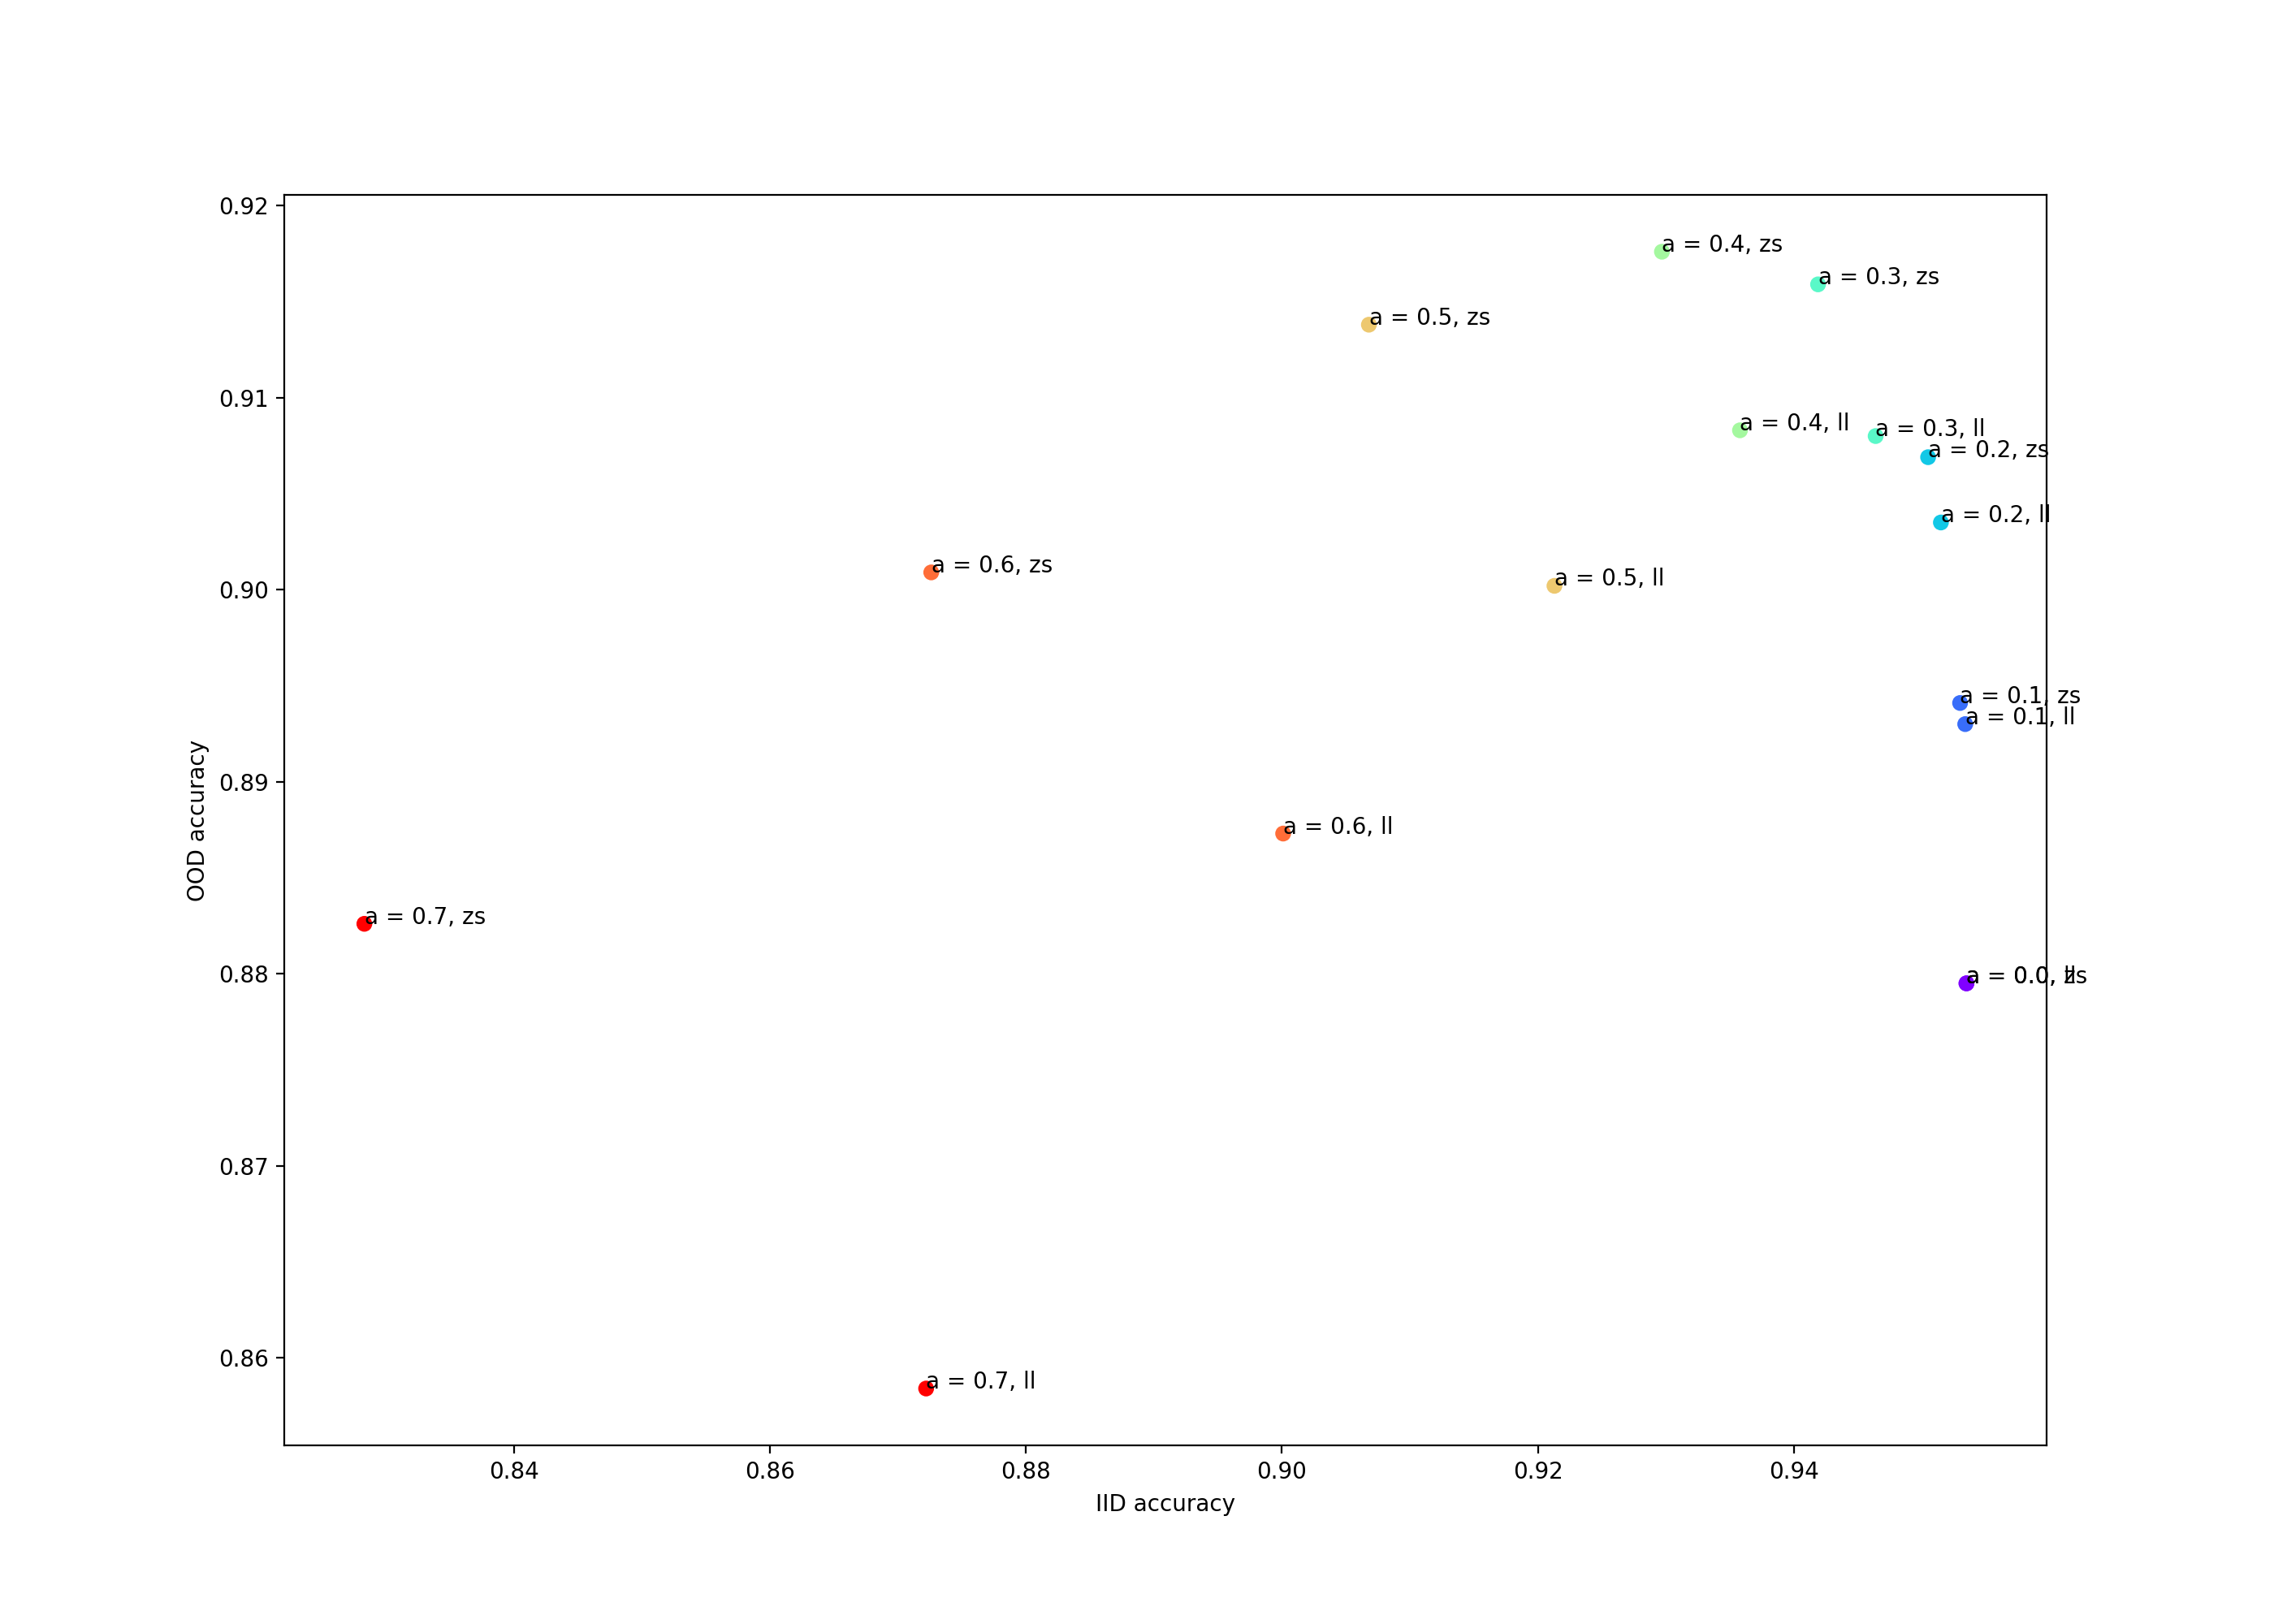 0.92
a = 0.4, zs
a = 0.3, zs
a = 0.5, zs
0.91
a = 0.4, ll
a = 0.3, ll
a = 0.2, zs
a = 0.2, ll
0.90
a = 0.6, zs
a = 0.5, ll
a = 0.1, zs
a = 0.1, ll
0.89
OOD accuracy
a = 0.6, ll
a = 0.7, zs
0.88
a = 0.0, ll
a = 0.0, zs
0.87
0.86
a = 0.7, ll
0.84
0.86
0.88
0.90
0.92
0.94
IID accuracy